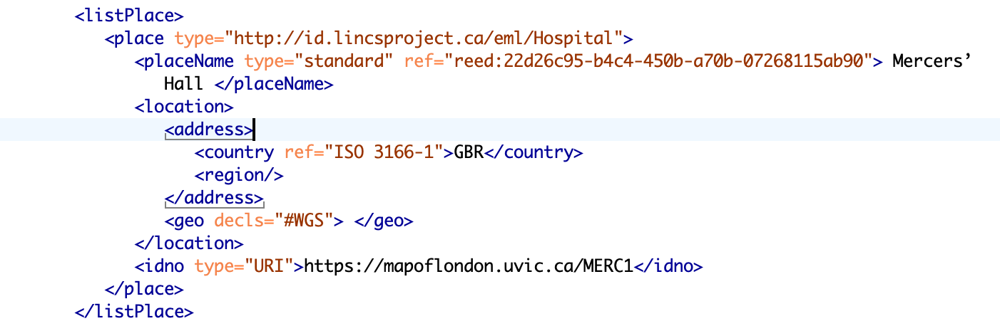 <listPlace>
<place type="http://id.lincsproject.ca/eml/Hospital">
<placeName type="standard" ref="reed:22d26c95-b4c4-450b-a70b-07268115ab90"> Mercers’
Hall </placeName>
<location>
<address>
<country ref="ISO 3166-1">GBR</country>
<region/>
</address>
<geo decls="#WGS"> </geo>
</location>
<idno type="URI">https://mapoflondon.uvic.ca/MERC1</idno>
</place>
</listPlace>